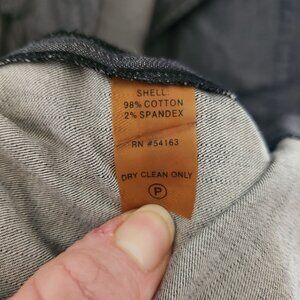 SHELL:
98% COTTON
2% SPANDEX
RN #54163
DRY CLEAN ONLY
P